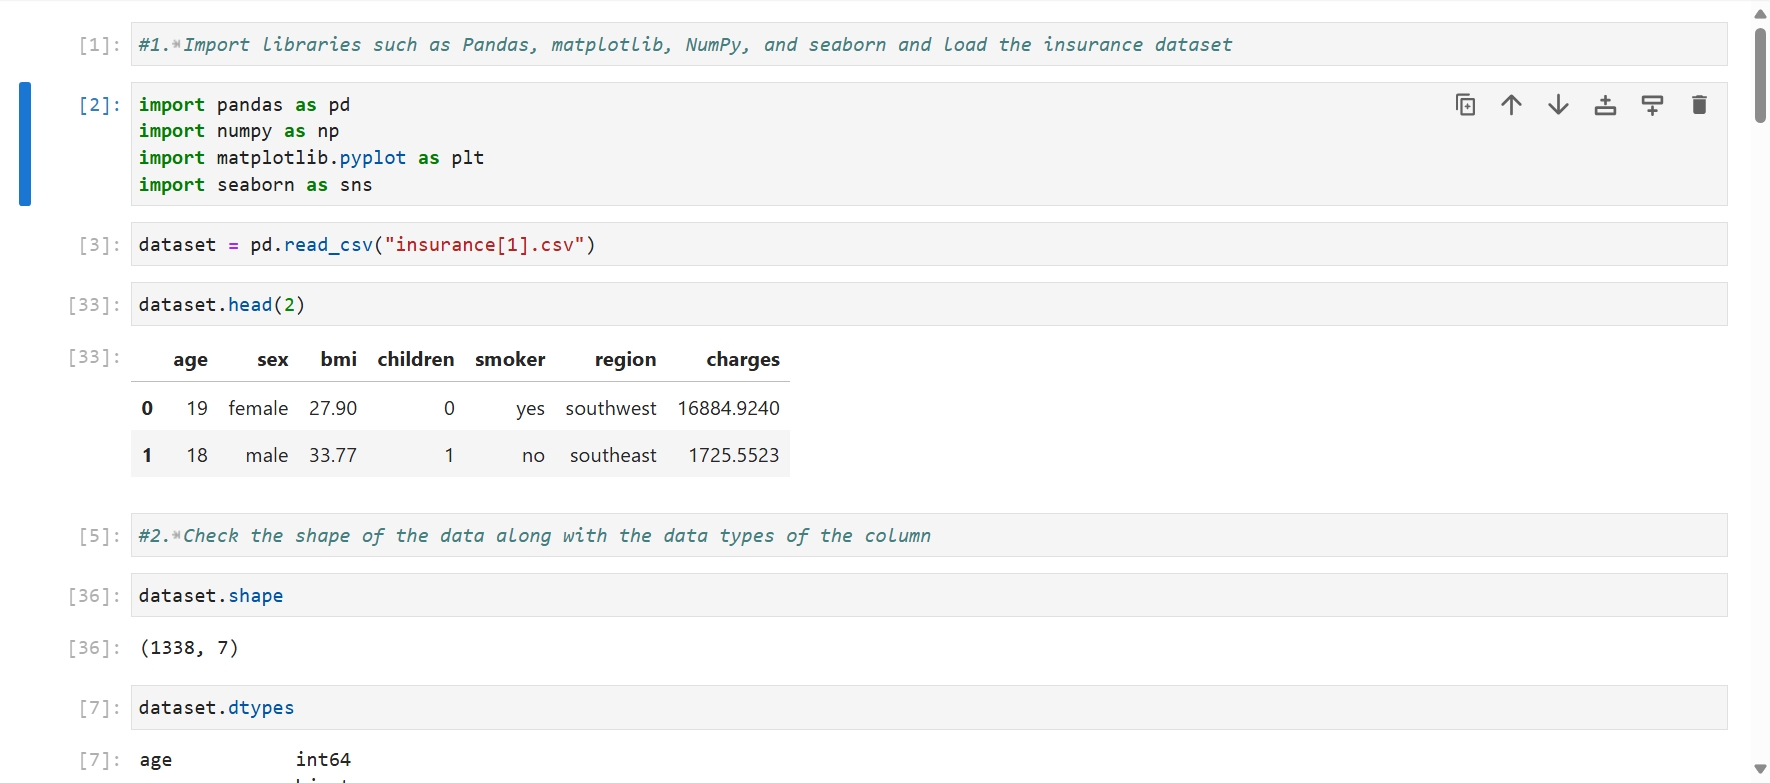 [1]: #1. Import libraries such as Pandas, matplotlib, NumPy, and seaborn and load the insurance dataset
[2]: import pandas as pd
import numpy as np
import matplotlib.pyplot as plt
import seaborn as sns
[3]: dataset = pd.read_csv("insurance[1].csv")
[33]: dataset.head(2)
[33]: age sex bmi children smoker region charges
0 19 female 27.90 0 yes southwest 16884.9240
1 18 male 33.77 1 no southeast 1725.5523
[5]: #2. Check the shape of the data along with the data types of the column
[36]: dataset.shape
[36]: (1338, 7)
[7]: dataset.dtypes
[7]: age int64